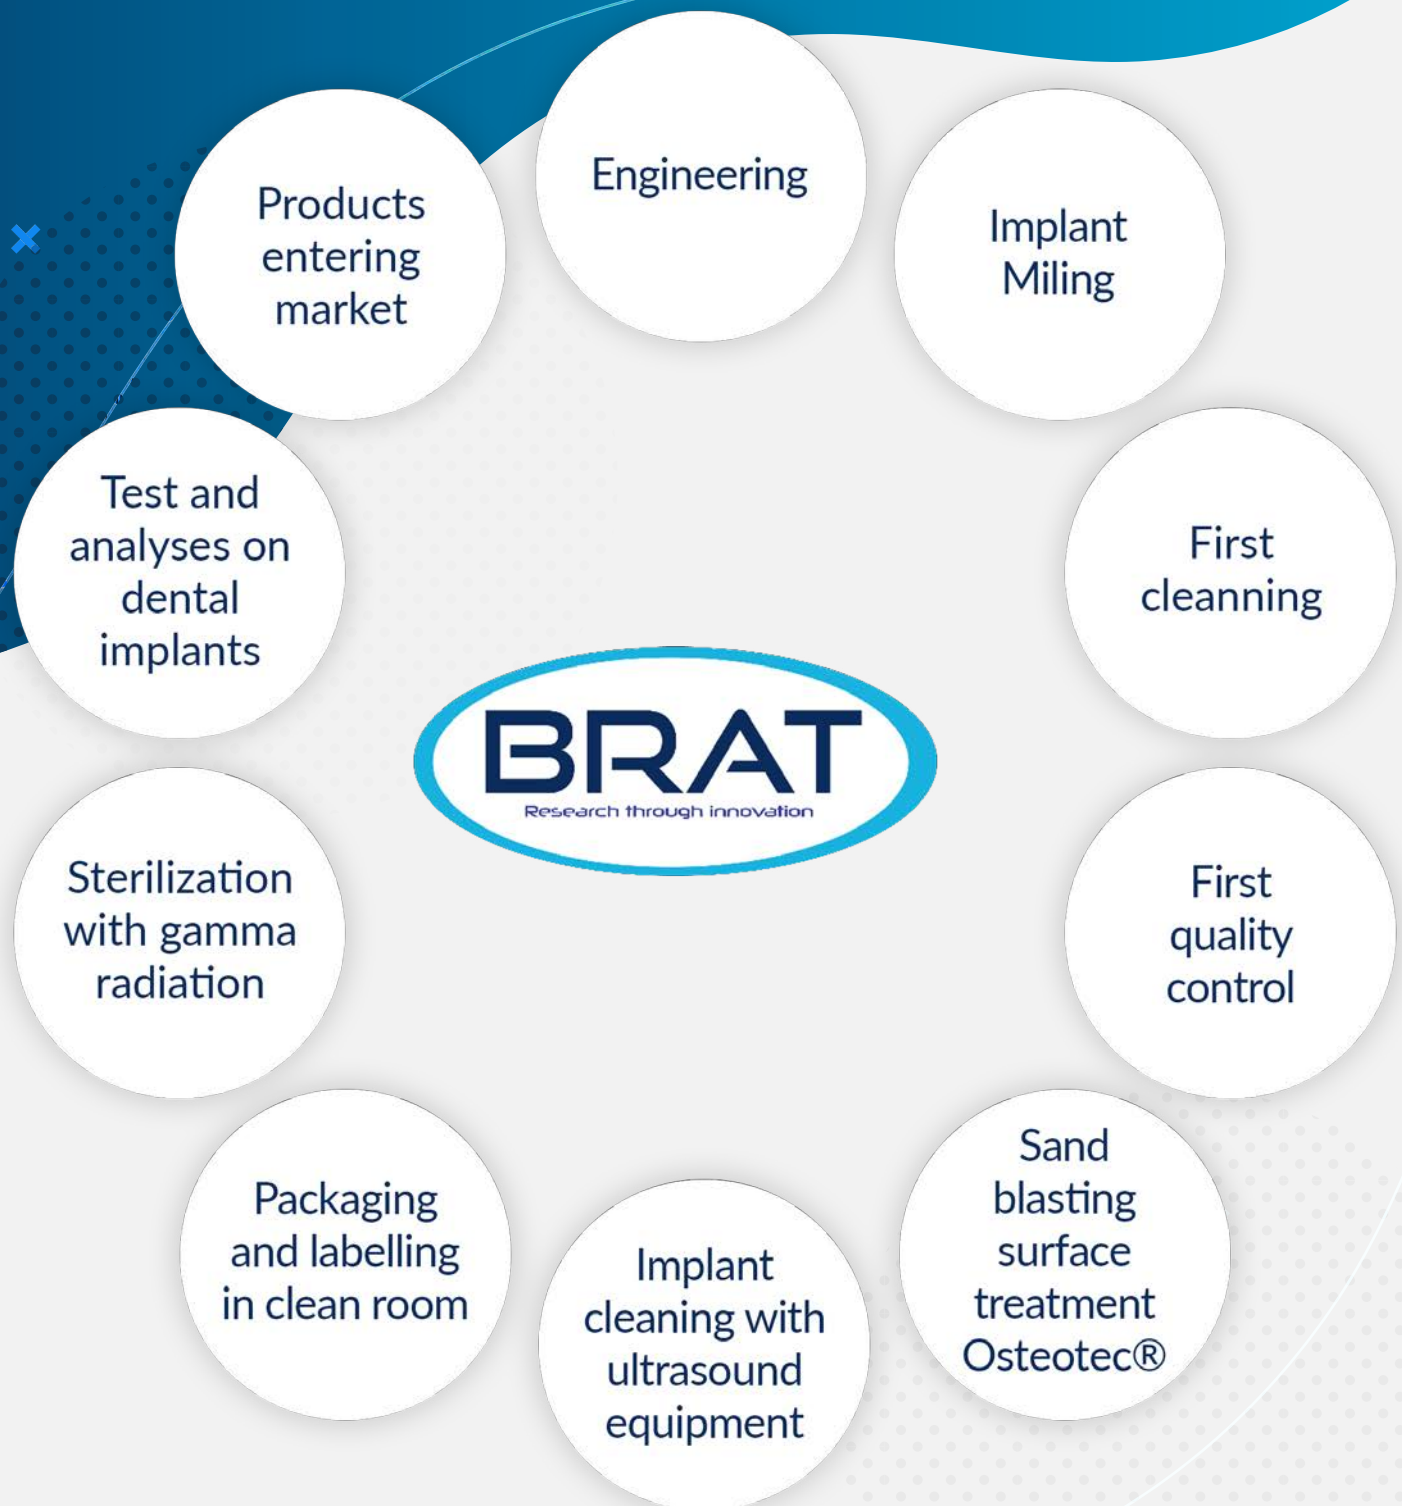 Engineering
Implant
Miling
First
cleanning
First
quality
control
Sand
blasting
surface
treatment
Osteotec®
Implant
cleaning with
ultrasound
equipment
Packaging
and labelling
in clean room
Sterilization
with gamma
radiation
Test and
analyses on
dental
implants
Products
entering
market
BRAT
Research through innovation